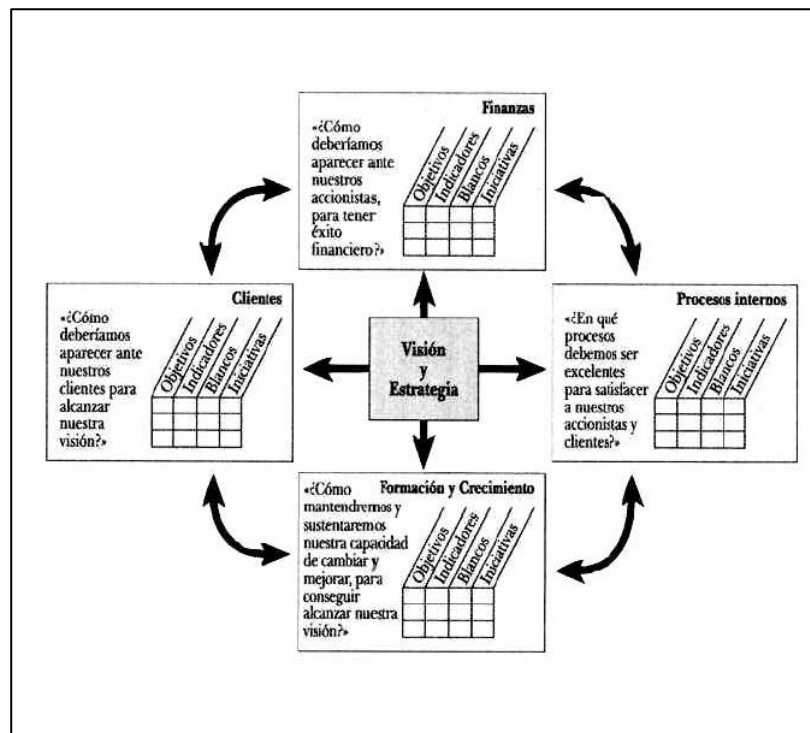 Finanzas
«¿Cómo
deberíamos
aparecer ante
nuestros
accionistas,
para tener
éxito
financiero?»
Objetivos
Indicadores
Blancos
Iniciativas
Clientes
«¿Cómo
deberíamos
aparecer ante
nuestros
clientes para
alcanzar
nuestra
visión?»
Objetivos
Indicadores
Blancos
Iniciativas
Visión
y
Estrategia
Procesos internos
«¿En qué
procesos
debemos ser
excelentes
para satisfacer
a nuestros
accionistas y
clientes?»
Objetivos
Indicadores
Blancos
Iniciativas
Formación y Crecimiento
«¿Cómo
mantendremos y
sustentaremos
nuestra capacidad
de cambiar y
mejorar, para
conseguir
alcanzar nuestra
visión?»
Objetivos
Indicadores
Blancos
Iniciativas